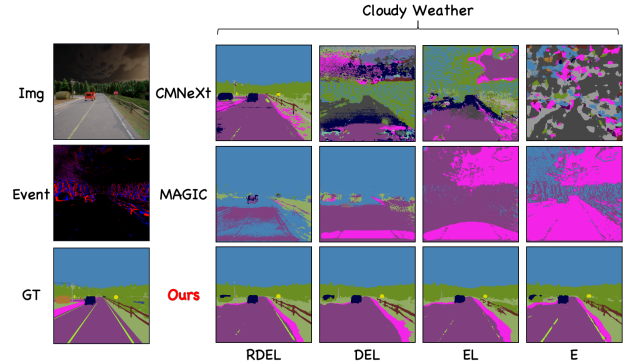 Cloudy Weather
Img
CMNeXt
Event
MAGIC
GT
Ours
RDEL
DEL
EL
E